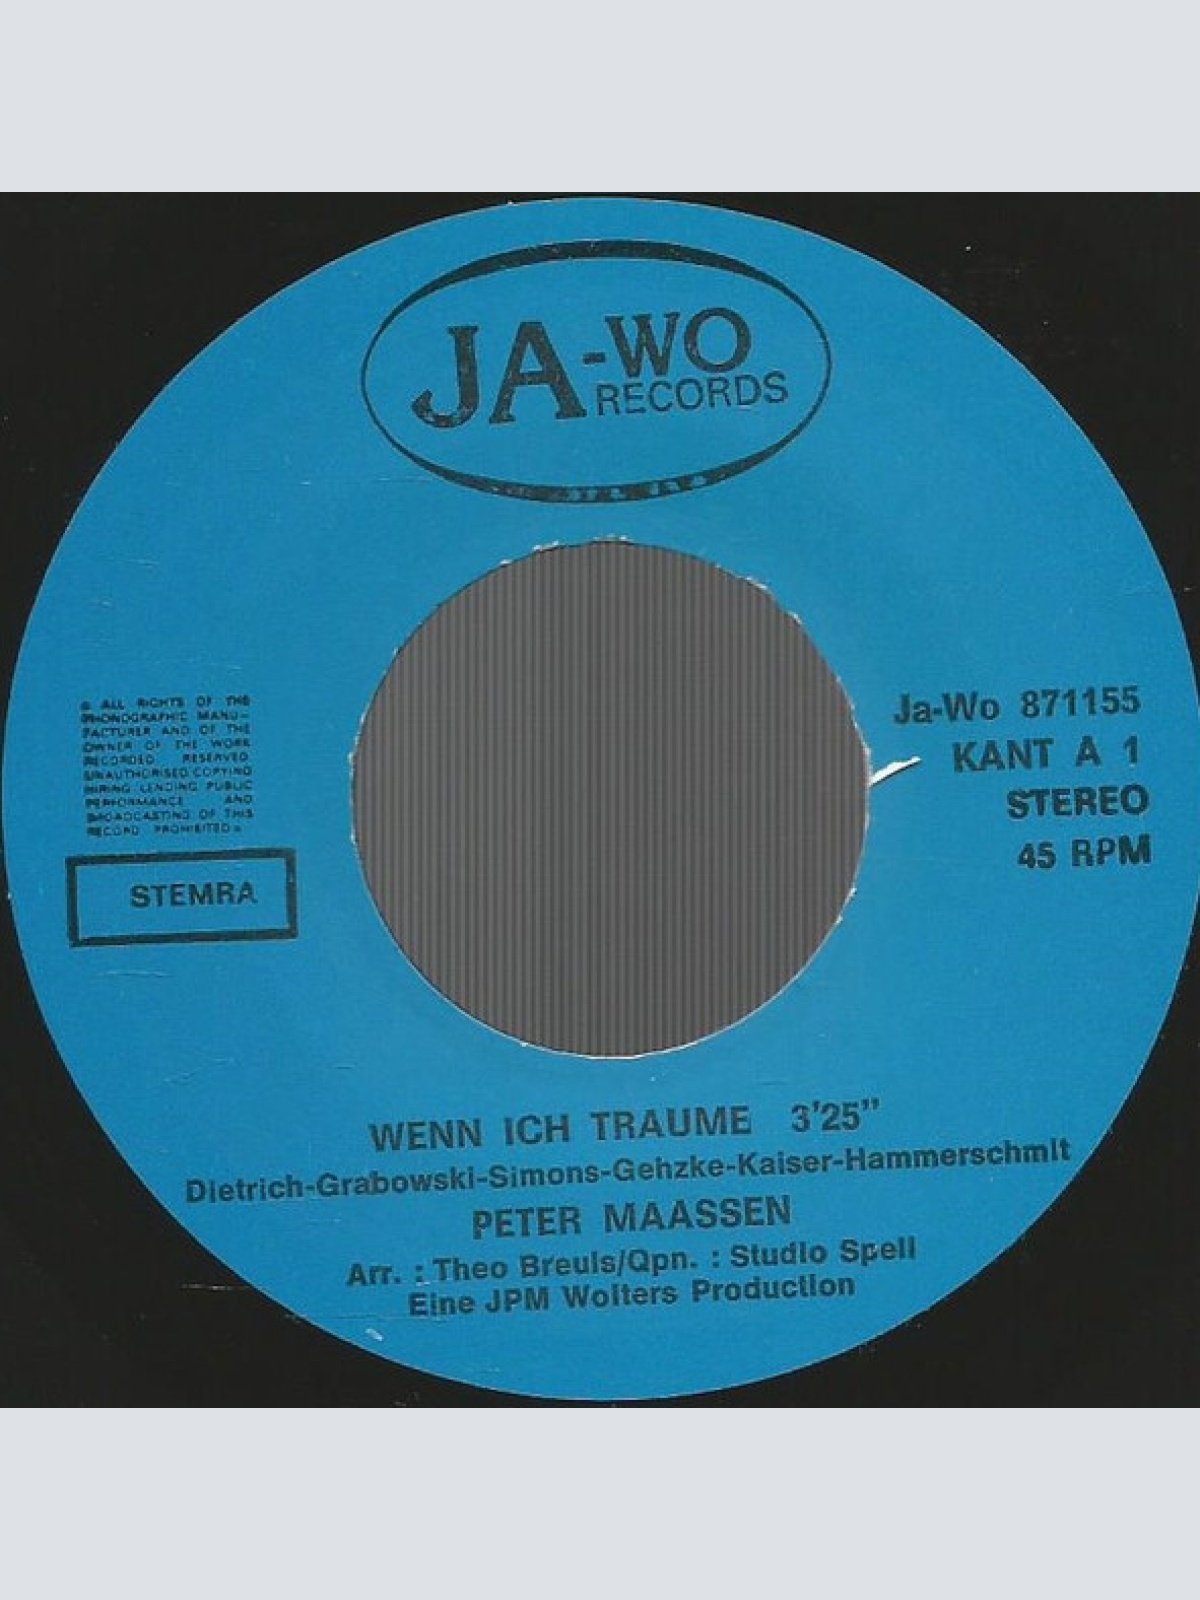 JA-WO
RECORDS
Ja-Wo 871155
KANT A 1
STEREO
45 RPM
℗ ALL RIGHTS OF THE
PHONOGRAPHIC MANU-
FACTURER AND OF THE
OWNER OF THE WORK
RECORDED RESERVED.
UNAUTHORISED COPYING
HIRING LENDING PUBLIC
PERFORMANCE AND
BROADCASTING OF THIS
RECORD PROHIBITED
STEMRA
WENN ICH TRAUME 3'25"
Dietrich-Grabowski-Simons-Gehzke-Kaiser-Hammerschmit
PETER MAASSEN
Arr. : Theo Breuls/Opn. : Studio Spell
Eine JPM Wolters Production